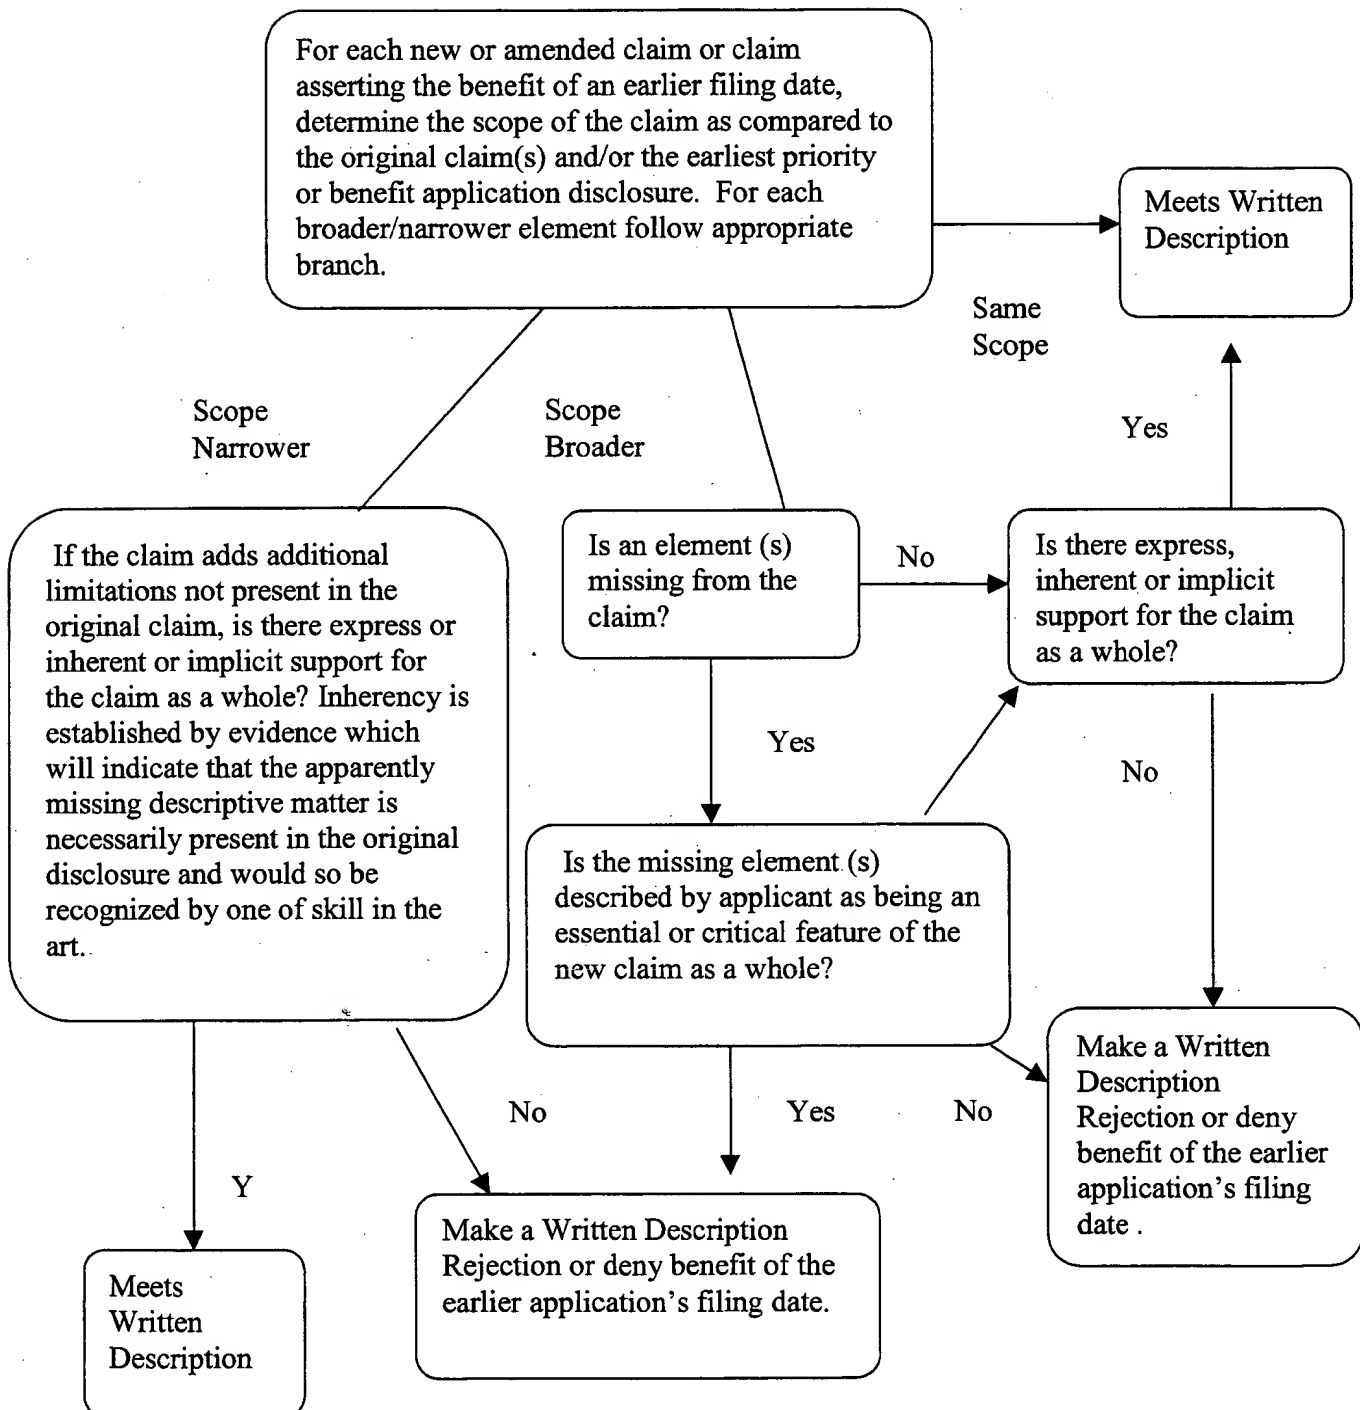 For each new or amended claim or claim
asserting the benefit of an earlier filing date,
determine the scope of the claim as compared to
the original claim(s) and/or the earliest priority
or benefit application disclosure. For each
broader/narrower element follow appropriate
branch.
Meets Written
Description
Same
Scope
Scope
Narrower
Scope
Broader
Yes
If the claim adds additional
limitations not present in the
original claim, is there express or
inherent or implicit support for
the claim as a whole? Inherency is
established by evidence which
will indicate that the apparently
missing descriptive matter is
necessarily present in the original
disclosure and would so be
recognized by one of skill in the
art.
Is an element (s)
missing from the
claim?
No
Is there express,
inherent or implicit
support for the claim
as a whole?
Yes
No
Is the missing element (s)
described by applicant as being an
essential or critical feature of the
new claim as a whole?
Make a Written
Description
Rejection or deny
benefit of the earlier
application's filing
date .
No
Yes
No
Y
Make a Written Description
Rejection or deny benefit of the
earlier application's filing date.
Meets
Written
Description